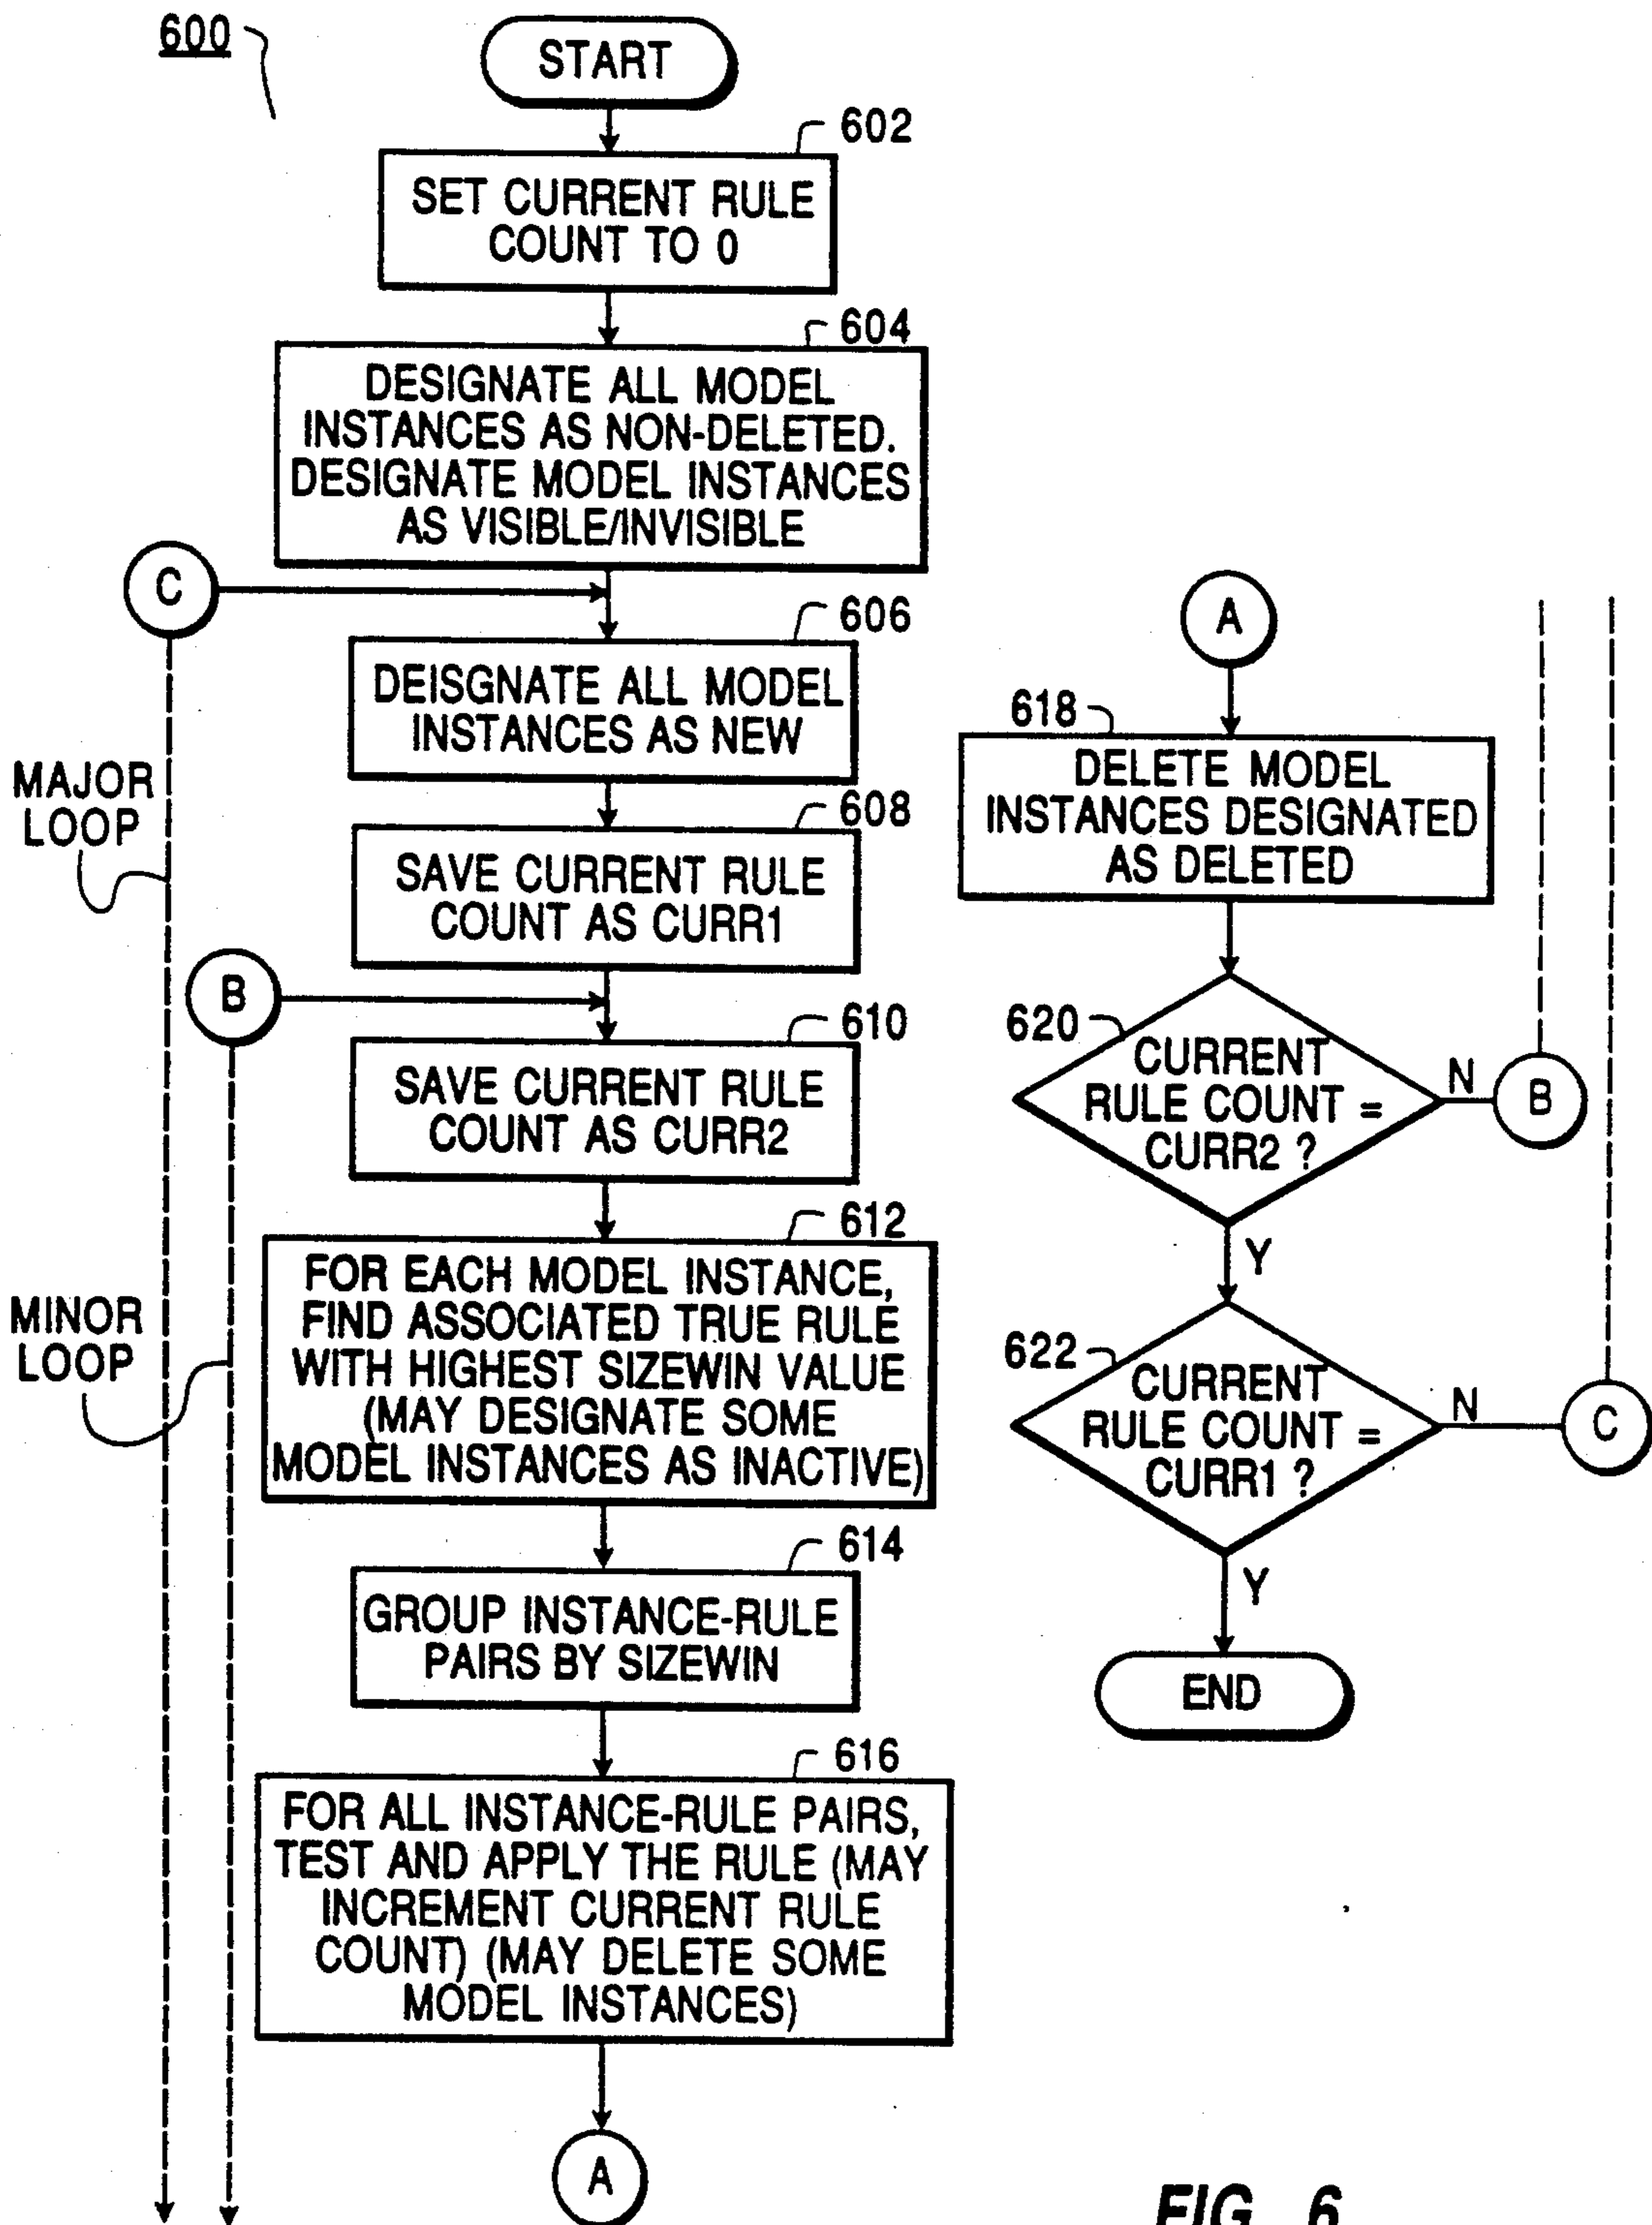 600
START
602
SET CURRENT RULE
COUNT TO 0
604
DESIGNATE ALL MODEL
INSTANCES AS NON-DELETED.
DESIGNATE MODEL INSTANCES
AS VISIBLE/INVISIBLE
C
606
DEISGNATE ALL MODEL
INSTANCES AS NEW
MAJOR
LOOP
608
SAVE CURRENT RULE
COUNT AS CURR1
B
610
SAVE CURRENT RULE
COUNT AS CURR2
612
FOR EACH MODEL INSTANCE,
FIND ASSOCIATED TRUE RULE
WITH HIGHEST SIZEWIN VALUE
(MAY DESIGNATE SOME
MODEL INSTANCES AS INACTIVE)
MINOR
LOOP
614
GROUP INSTANCE-RULE
PAIRS BY SIZEWIN
616
FOR ALL INSTANCE-RULE PAIRS,
TEST AND APPLY THE RULE (MAY
INCREMENT CURRENT RULE
COUNT) (MAY DELETE SOME
MODEL INSTANCES)
A
A
618
DELETE MODEL
INSTANCES DESIGNATED
AS DELETED
620
CURRENT
RULE COUNT =
CURR2 ?
N
B
Y
622
CURRENT
RULE COUNT =
CURR1 ?
N
C
Y
END
FIG. 6